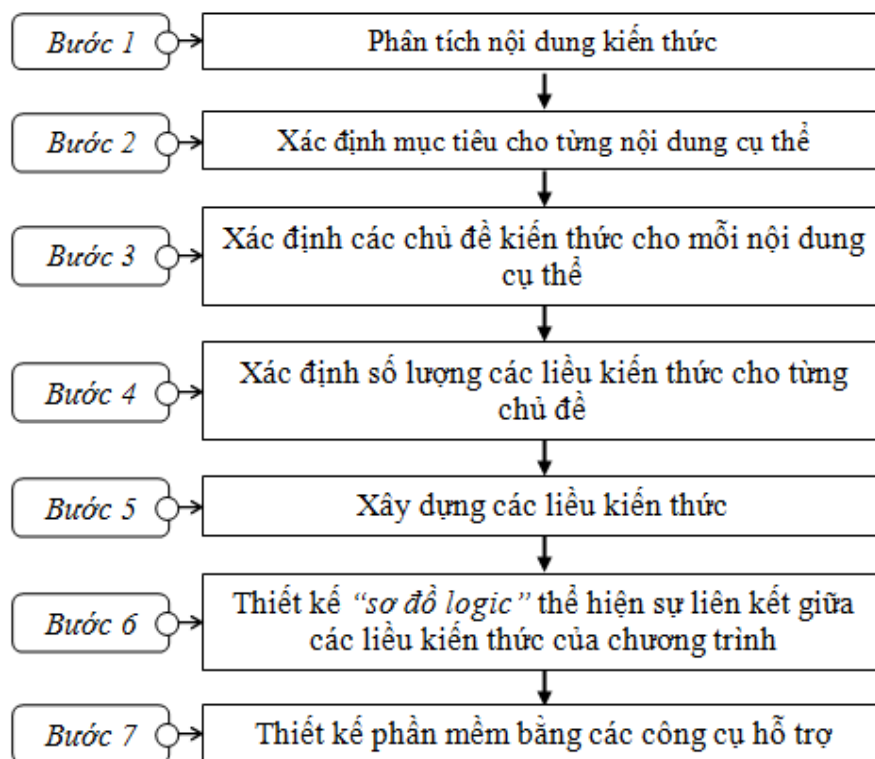 Bước 1
Phân tích nội dung kiến thức
Bước 2
Xác định mục tiêu cho từng nội dung cụ thể
Bước 3
Xác định các chủ đề kiến thức cho mỗi nội dung
cụ thể
Bước 4
Xác định số lượng các liều kiến thức cho từng
chủ đề
Bước 5
Xây dựng các liều kiến thức
Bước 6
Thiết kế “sơ đồ logic” thể hiện sự liên kết giữa
các liều kiến thức của chương trình
Bước 7
Thiết kế phần mềm bằng các công cụ hỗ trợ